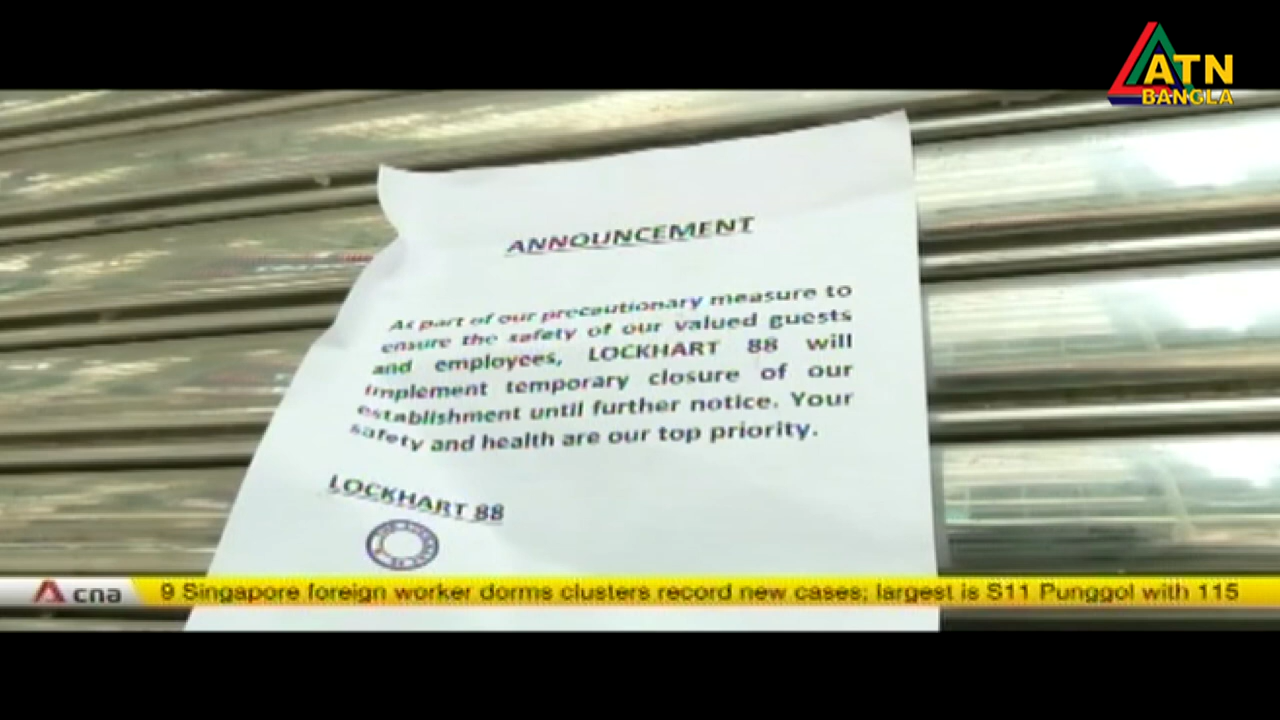 ATN
BANGLA
ANNOUNCEMENT
As part of our precautionary measure to
ensure the safety of our valued guests
and employees, LOCKHART 88 will
implement temporary closure of our
establishment until further notice. Your
safety and health are our top priority.
LOCKHART 88
cna 9 Singapore foreign worker dorms clusters record new cases; largest is S11 Punggol with 115